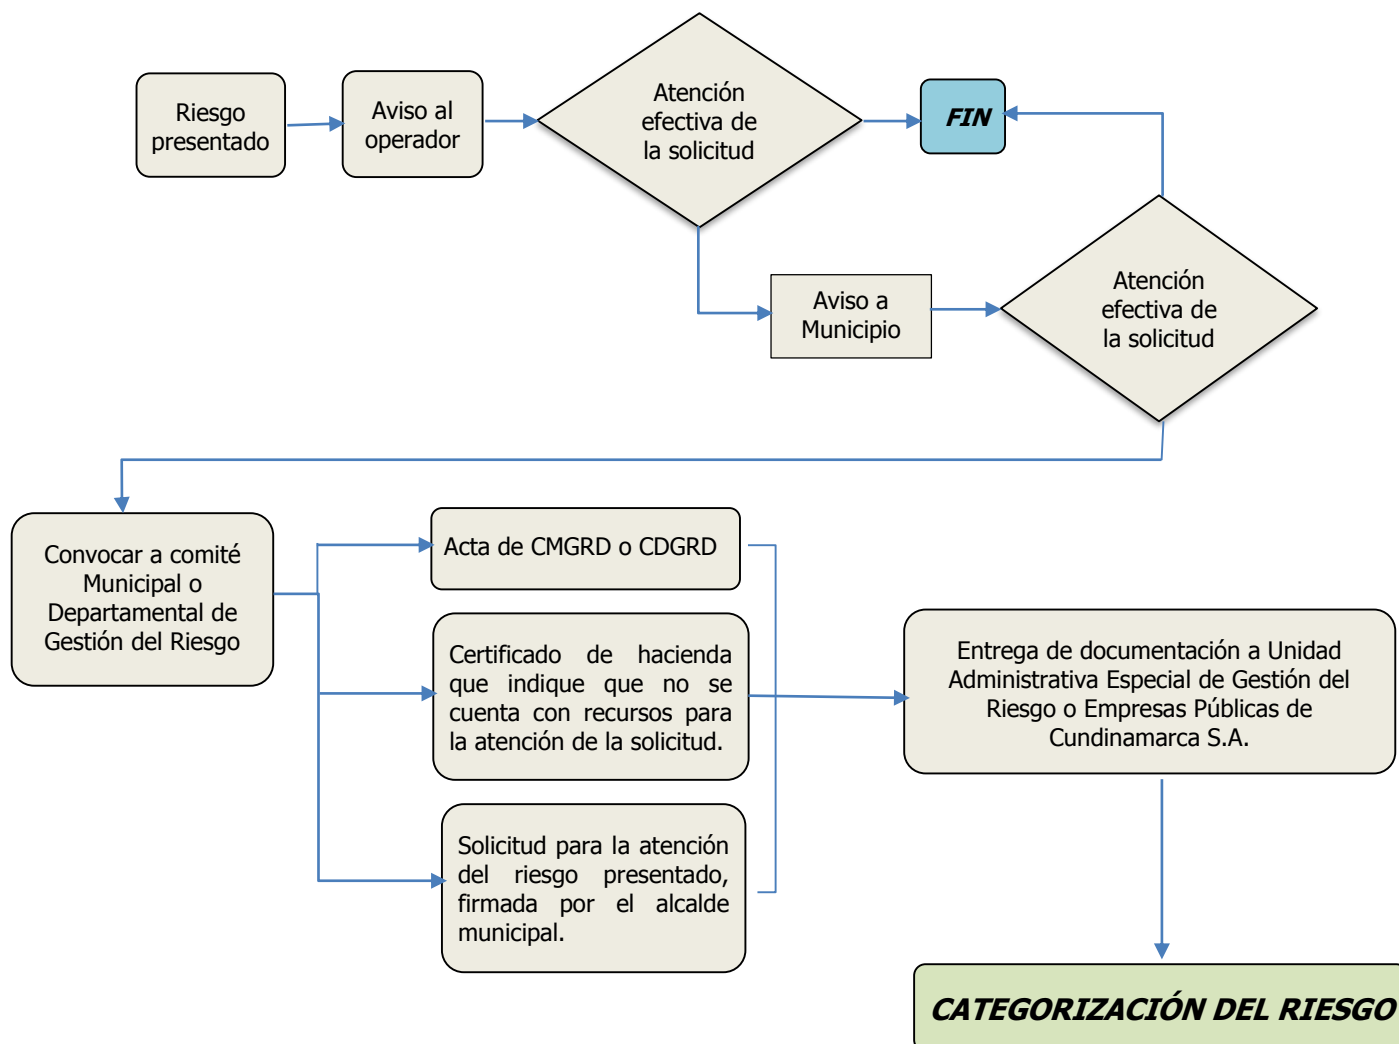 Riesgo
presentado
Aviso al
operador
Atención
efectiva de
la solicitud
FIN
Aviso a
Municipio
Atención
efectiva de
la solicitud
Convocar a comité
Municipal o
Departamental de
Gestión del Riesgo
Acta de CMGRD o CDGRD
Certificado de hacienda
que indique que no se
cuenta con recursos para
la atención de la solicitud.
Solicitud para la atención
del riesgo presentado,
firmada por el alcalde
municipal.
Entrega de documentación a Unidad
Administrativa Especial de Gestión del
Riesgo o Empresas Públicas de
Cundinamarca S.A.
CATEGORIZACIÓN DEL RIESGO